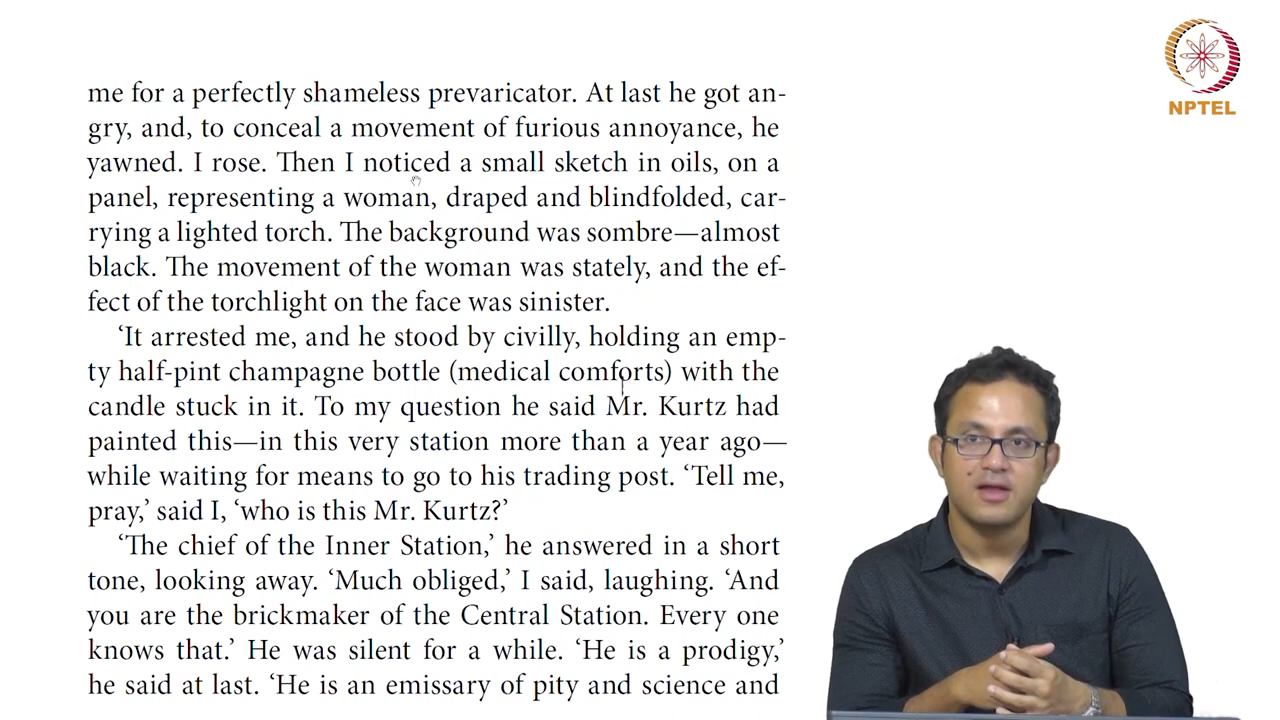 me for a perfectly shameless prevaricator. At last he got an-
gry, and, to conceal a movement of furious annoyance, he
yawned. I rose. Then I noticed a small sketch in oils, on a
panel, representing a woman, draped and blindfolded, car-
rying a lighted torch. The background was sombre—almost
black. The movement of the woman was stately, and the ef-
fect of the torchlight on the face was sinister.
‘It arrested me, and he stood by civilly, holding an emp-
ty half-pint champagne bottle (medical comforts) with the
candle stuck in it. To my question he said Mr. Kurtz had
painted this—in this very station more than a year ago—
while waiting for means to go to his trading post. ‘Tell me,
pray,’ said I, ‘who is this Mr. Kurtz?’
‘The chief of the Inner Station,’ he answered in a short
tone, looking away. ‘Much obliged,’ I said, laughing. ‘And
you are the brickmaker of the Central Station. Every one
knows that.’ He was silent for a while. ‘He is a prodigy,’
he said at last. ‘He is an emissary of pity and science and
NPTEL